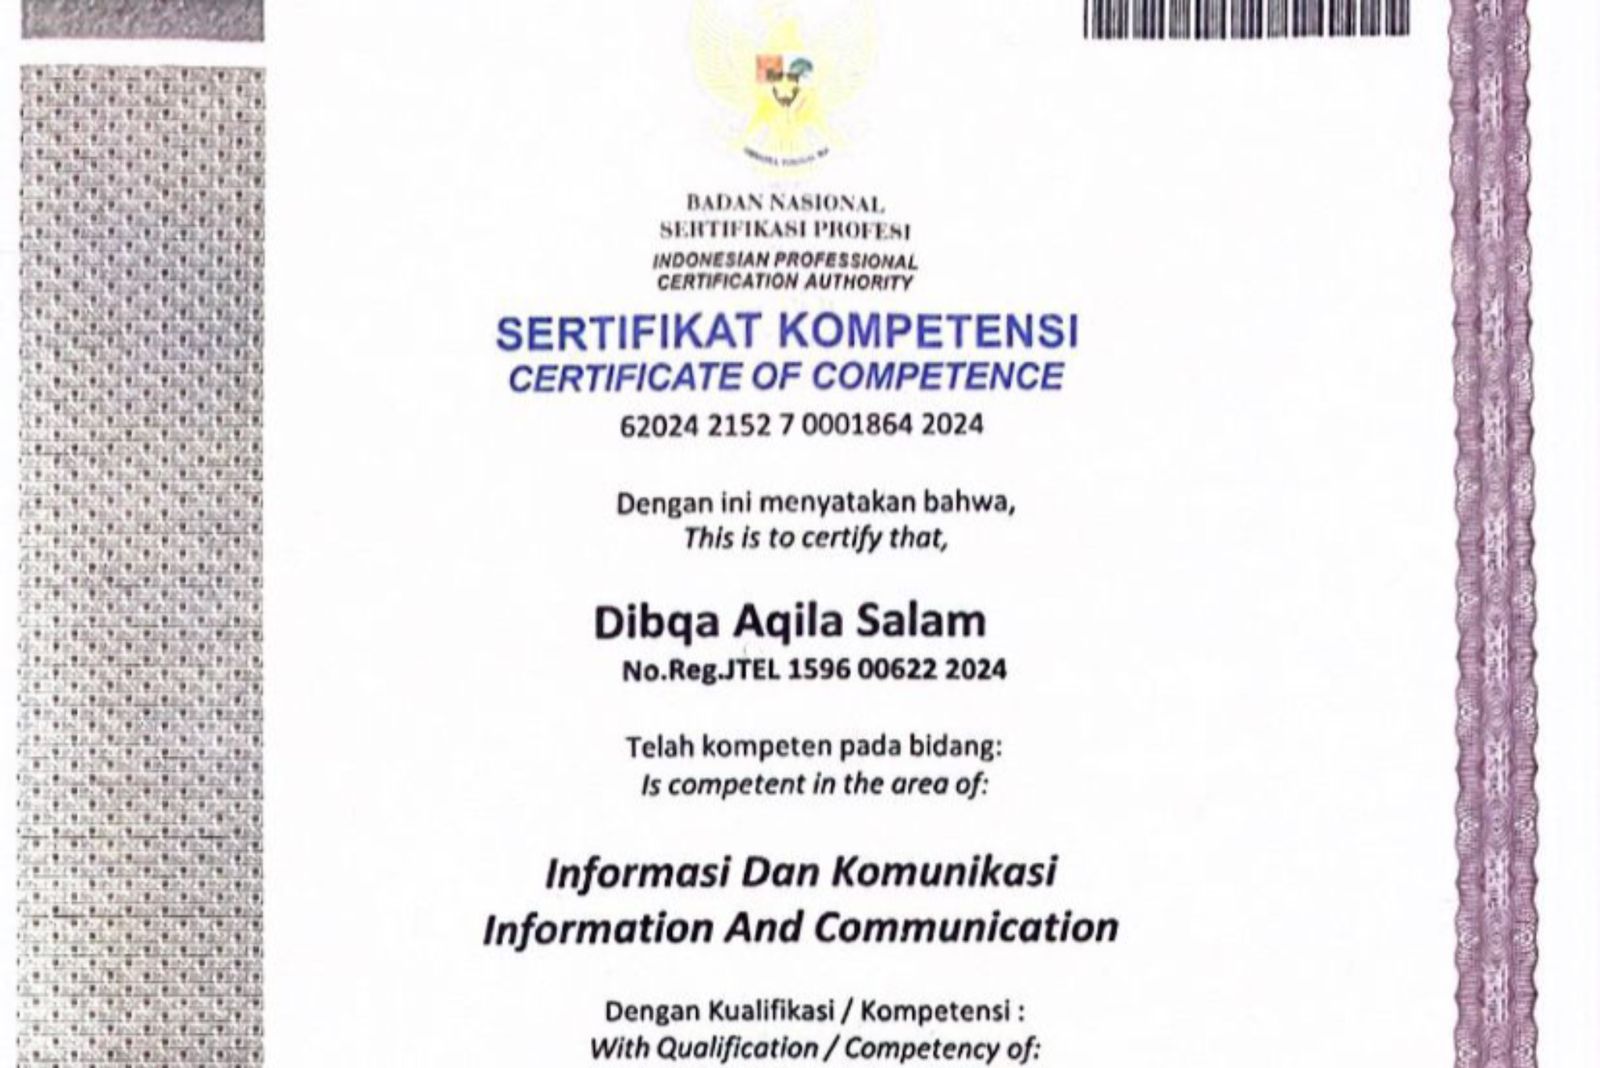 BADAN NASIONAL
SERTIFIKASI PROFESI
INDONESIAN PROFESSIONAL
CERTIFICATION AUTHORITY
SERTIFIKAT KOMPETENSI
CERTIFICATE OF COMPETENCE
62024 2152 7 0001864 2024
Dengan ini menyatakan bahwa,
This is to certify that,
Dibqa Aqila Salam
No.Reg.JTEL 1596 00622 2024
Telah kompeten pada bidang:
Is competent in the area of:
Informasi Dan Komunikasi
Information And Communication
Dengan Kualifikasi / Kompetensi :
With Qualification / Competency of: